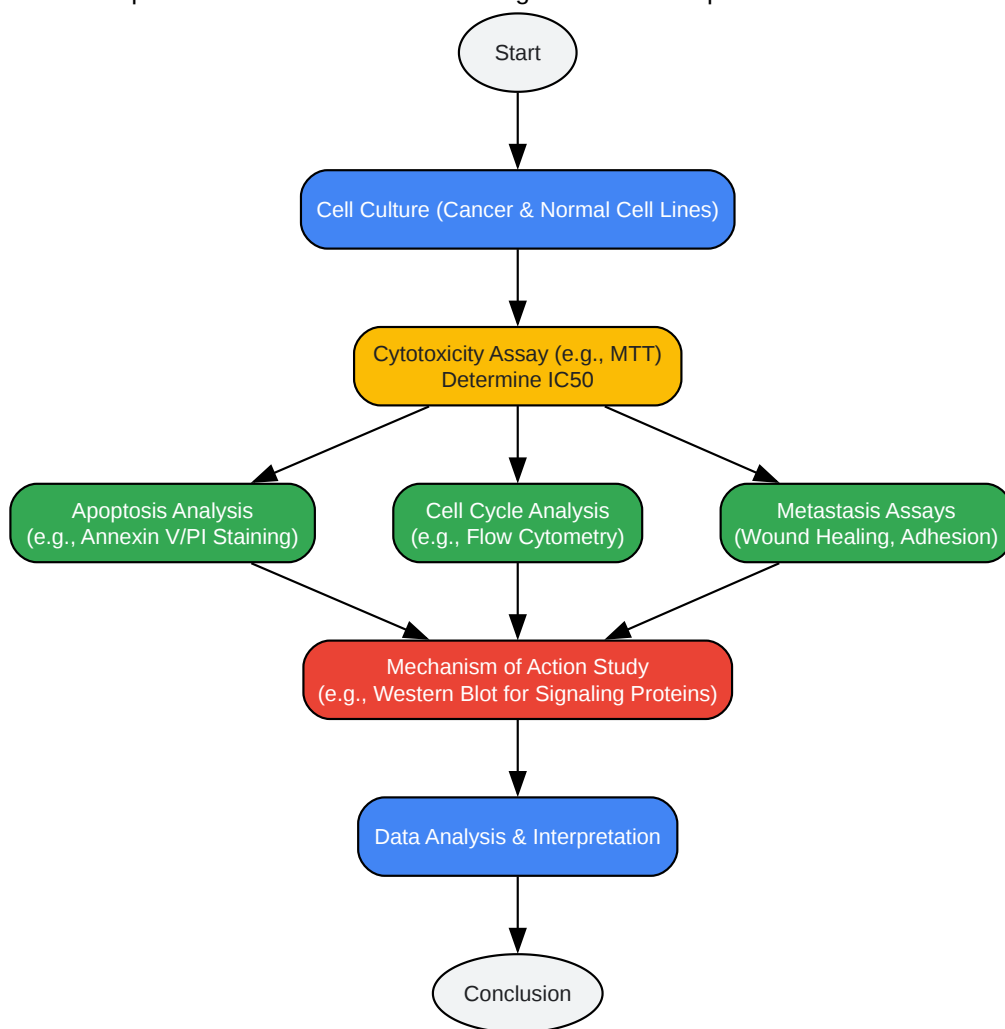 Start
Cell Culture (Cancer & Normal Cell Lines)
Cytotoxicity Assay (e.g., MTT)
Determine IC50
Apoptosis Analysis
(e.g., Annexin V/PI Staining)
Cell Cycle Analysis
(e.g., Flow Cytometry)
Metastasis Assays
(Wound Healing, Adhesion)
Mechanism of Action Study
(e.g., Western Blot for Signaling Proteins)
Data Analysis & Interpretation
Conclusion